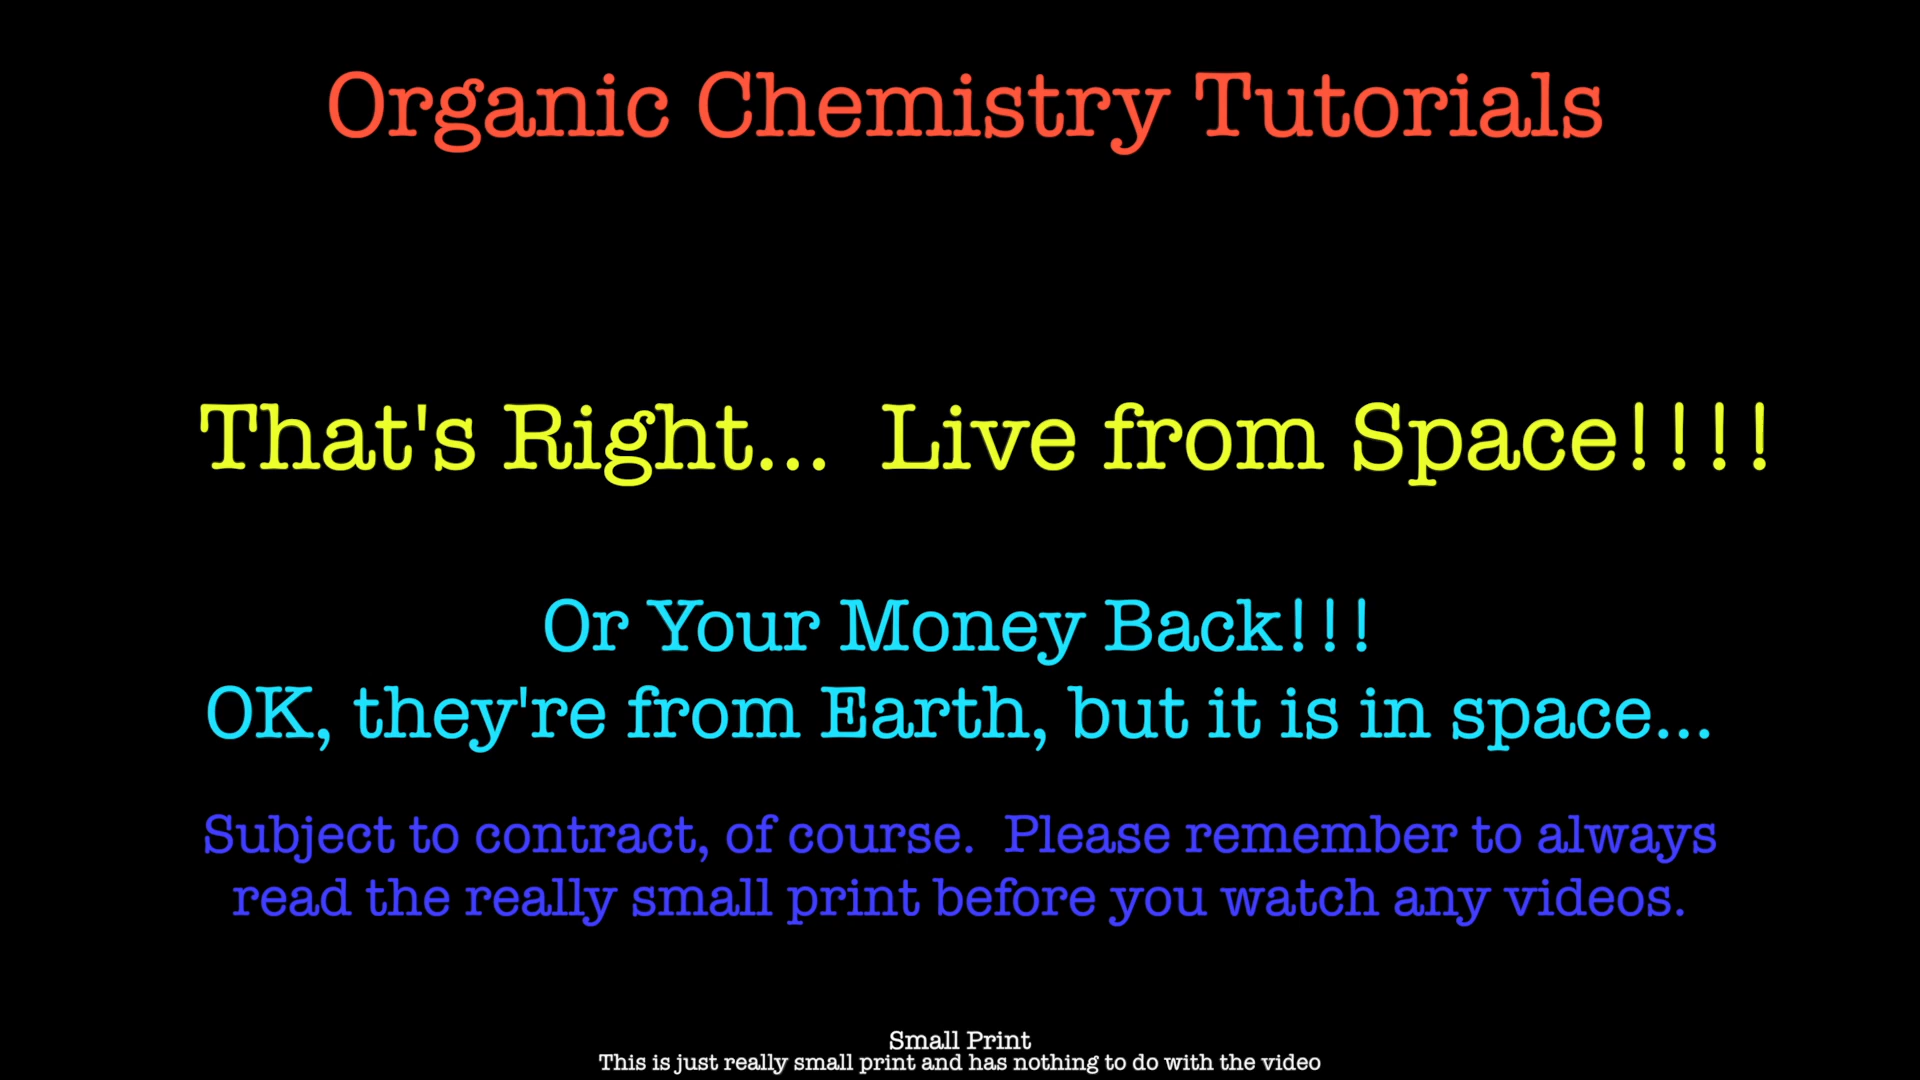 Organic Chemistry Tutorials
That's Right...  Live from Space!!!!
Or Your Money Back!!!
OK, they're from Earth, but it is in space...
Subject to contract, of course.  Please remember to always
read the really small print before you watch any videos.
Small Print
This is just really small print and has nothing to do with the video